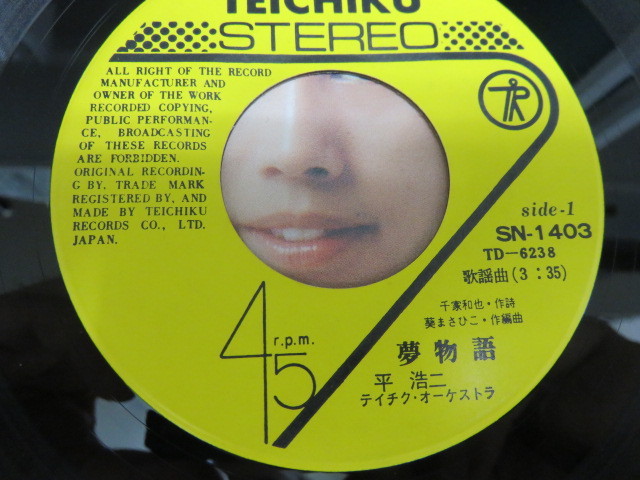 TEICHIKU
STEREO
ALL RIGHT OF THE RECORD
MANUFACTURER AND
OWNER OF THE WORK
RECORDED COPYING,
PUBLIC PERFORMAN-
CE, BROADCASTING
OF THESE RECORDS
ARE FORBIDDEN.
ORIGINAL RECORDIN-
G BY. TRADE MARK
REGISTERED BY, AND
MADE BY TEICHIKU
RECORDS CO., LTD.
JAPAN.
TR
side-1
SN-1403
TD-6238
歌謡曲(3:35)
千家和也・作詩
葵まさひこ・作編曲
夢物語
平 浩二
テイチク・オーケストラ
45 r.p.m.